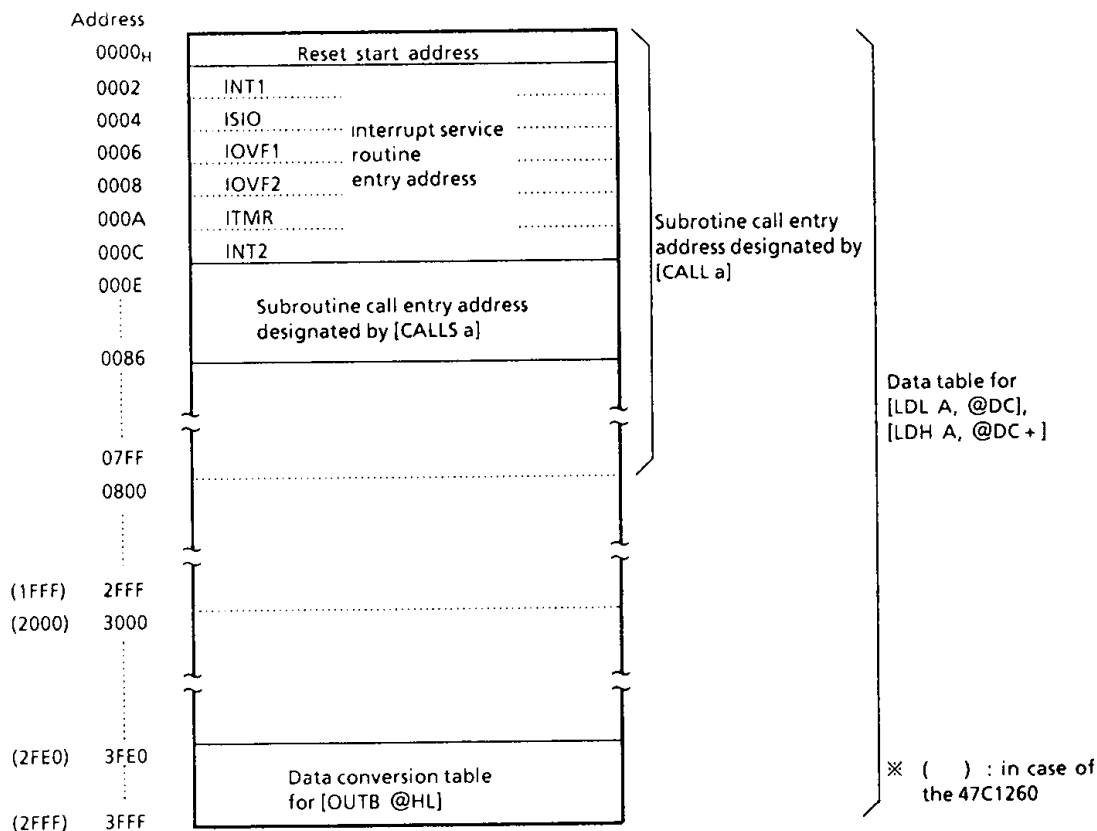 Address
0000H Reset start address
0002 INT1
0004 ISIO
interrupt service
0006 IOVF1 routine
0008 IOVF2 entry address
000A ITMR
000C INT2
000E
Subroutine call entry address
designated by [CALLS a]
0086
07FF
0800
Subrotine call entry
address designated by
[CALL a]
Data table for
[LDL A, @DC],
[LDH A, @DC + ]
(1FFF) 2FFF
(2000) 3000
(2FE0) 3FE0
Data conversion table
for [OUTB @HL]
(2FFF) 3FFF
※ ( ) : in case of
the 47C1260